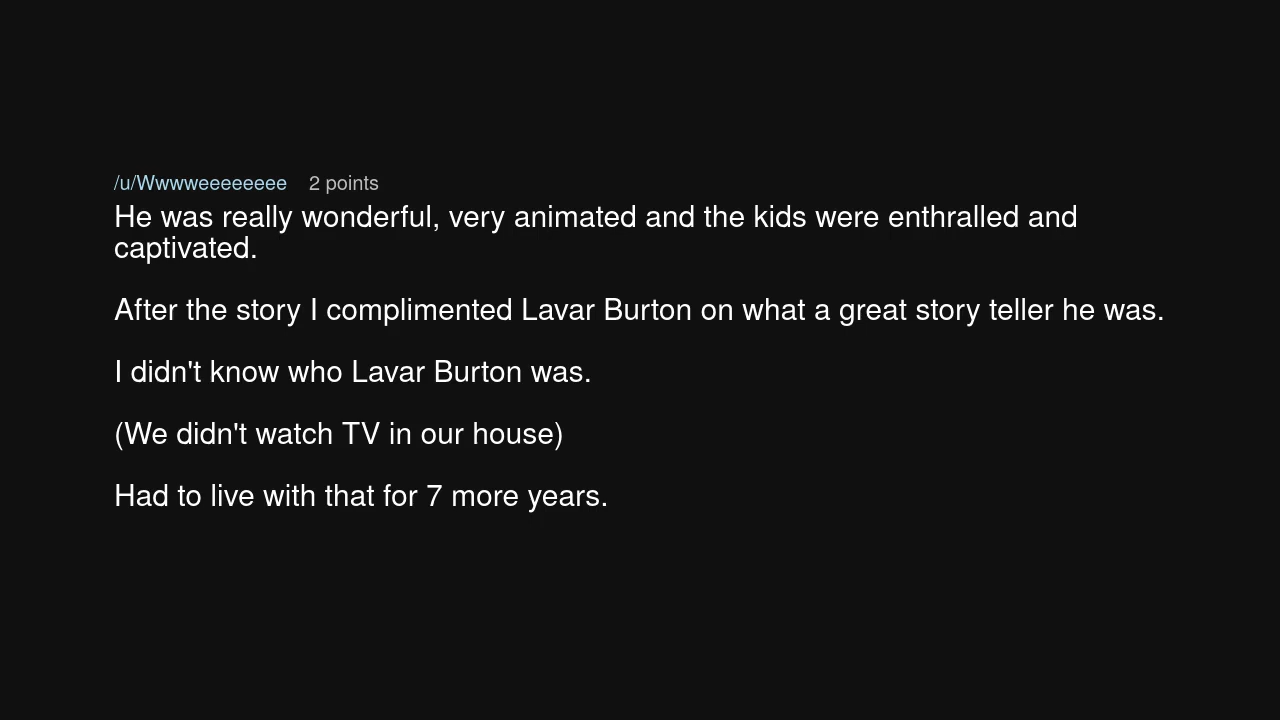 /u/Wwwweeeeeeee 2 points
He was really wonderful, very animated and the kids were enthralled and
captivated.
After the story I complimented Lavar Burton on what a great story teller he was.
I didn't know who Lavar Burton was.
(We didn't watch TV in our house)
Had to live with that for 7 more years.